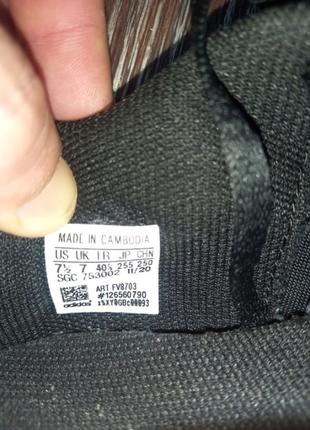 MADE IN CAMBODIA
US UK FR JP CHN
7½ 7 40⅔ 255 250
SGC 753002 11/20
ART FV8703
#126560790
adidas